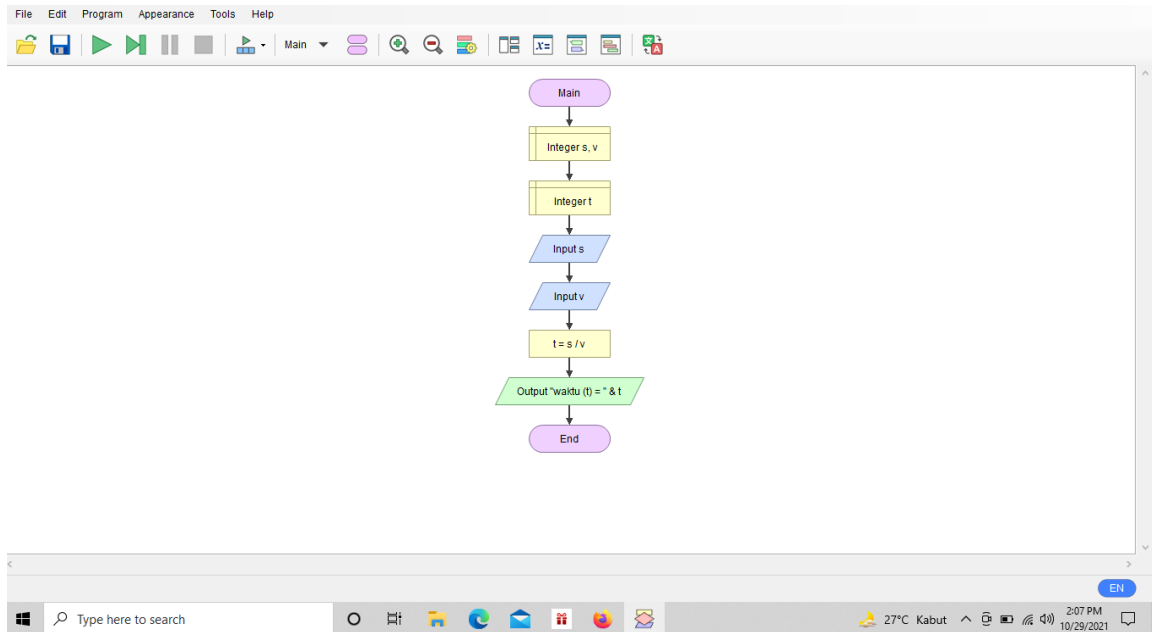 File Edit Program Appearance Tools Help
Main
Main
Integer s, v
Integer t
Input s
Input v
t = s / v
Output "waktu (t) = " & t
End
EN
Type here to search
27°C Kabut
2:07 PM
10/29/2021